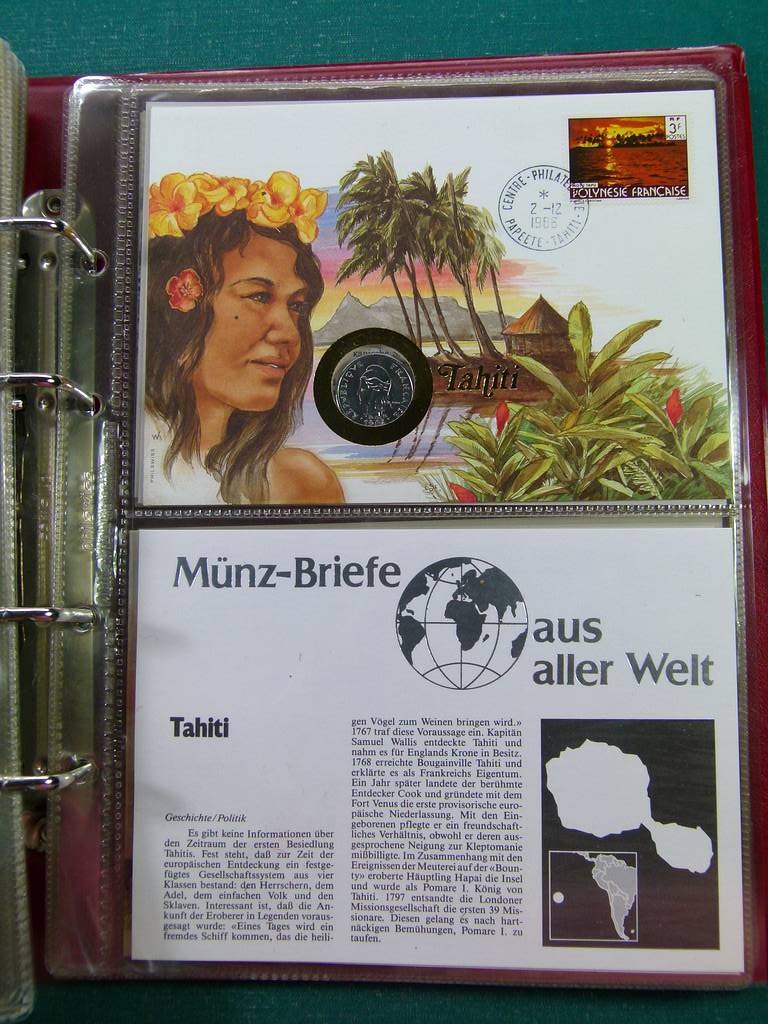 R F
3F
POSTES
POLYNESIE FRANCAISE
CENTRE-PHILATE
2-12
1986
PAPEETE-TAHITI
REPUBLIQUE FRANCAISE
Tahiti
PHILSWISS
Münz-Briefe
aus
aller Welt
Tahiti
Geschichte/Politik
Es gibt keine Informationen über
den Zeitraum der ersten Besiedlung
Tahitis. Fest steht, daß zur Zeit der
europäischen Entdeckung ein festge-
fügtes Gesellschaftssystem aus vier
Klassen bestand: den Herrschern, dem
Adel, dem einfachen Volk und den
Sklaven. Interessant ist, daß die An-
kunft der Eroberer in Legenden voraus-
gesagt wurde: «Eines Tages wird ein
fremdes Schiff kommen, das die heili-
gen Vögel zum Weinen bringen wird.»
1767 traf diese Voraussage ein. Kapitän
Samuel Wallis entdeckte Tahiti und
nahm es für Englands Krone in Besitz.
1768 erreichte Bougainville Tahiti und
erklärte es als Frankreichs Eigentum.
Ein Jahr später landete der berühmte
Entdecker Cook und gründete mit dem
Fort Venus die erste provisorische euro-
päische Niederlassung. Mit den Ein-
geborenen pflegte er ein freundschaft-
liches Verhältnis, obwohl er deren aus-
gesprochene Neigung zur Kleptomanie
mißbilligte. Im Zusammenhang mit den
Ereignissen der Meuterei auf der «Boun-
ty» eroberte Häuptling Hapai die Insel
und wurde als Pomare I. König von
Tahiti. 1797 entsandte die Londoner
Missionsgesellschaft die ersten 39 Mis-
sionare. Diesen gelang es nach hart-
näckigen Bemühungen, Pomare I. zu
taufen.